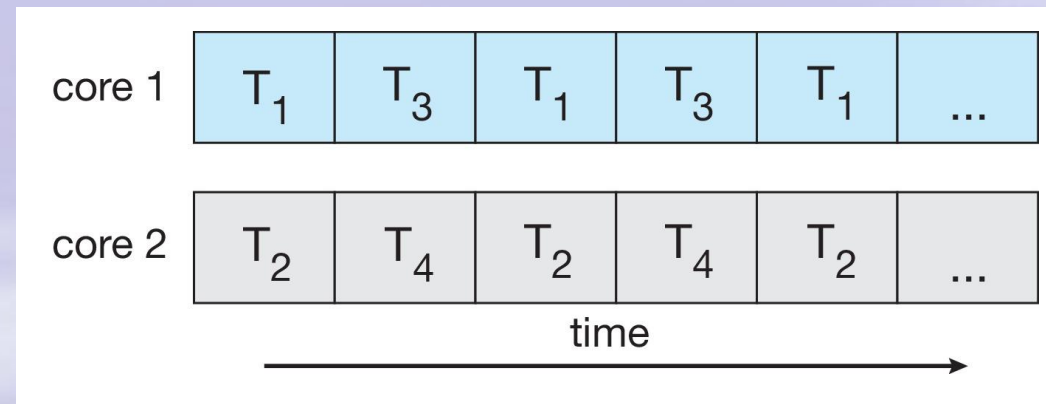 core 1 T1 T3 T1 T3 T1 ...
core 2 T2 T4 T2 T4 T2 ...
time